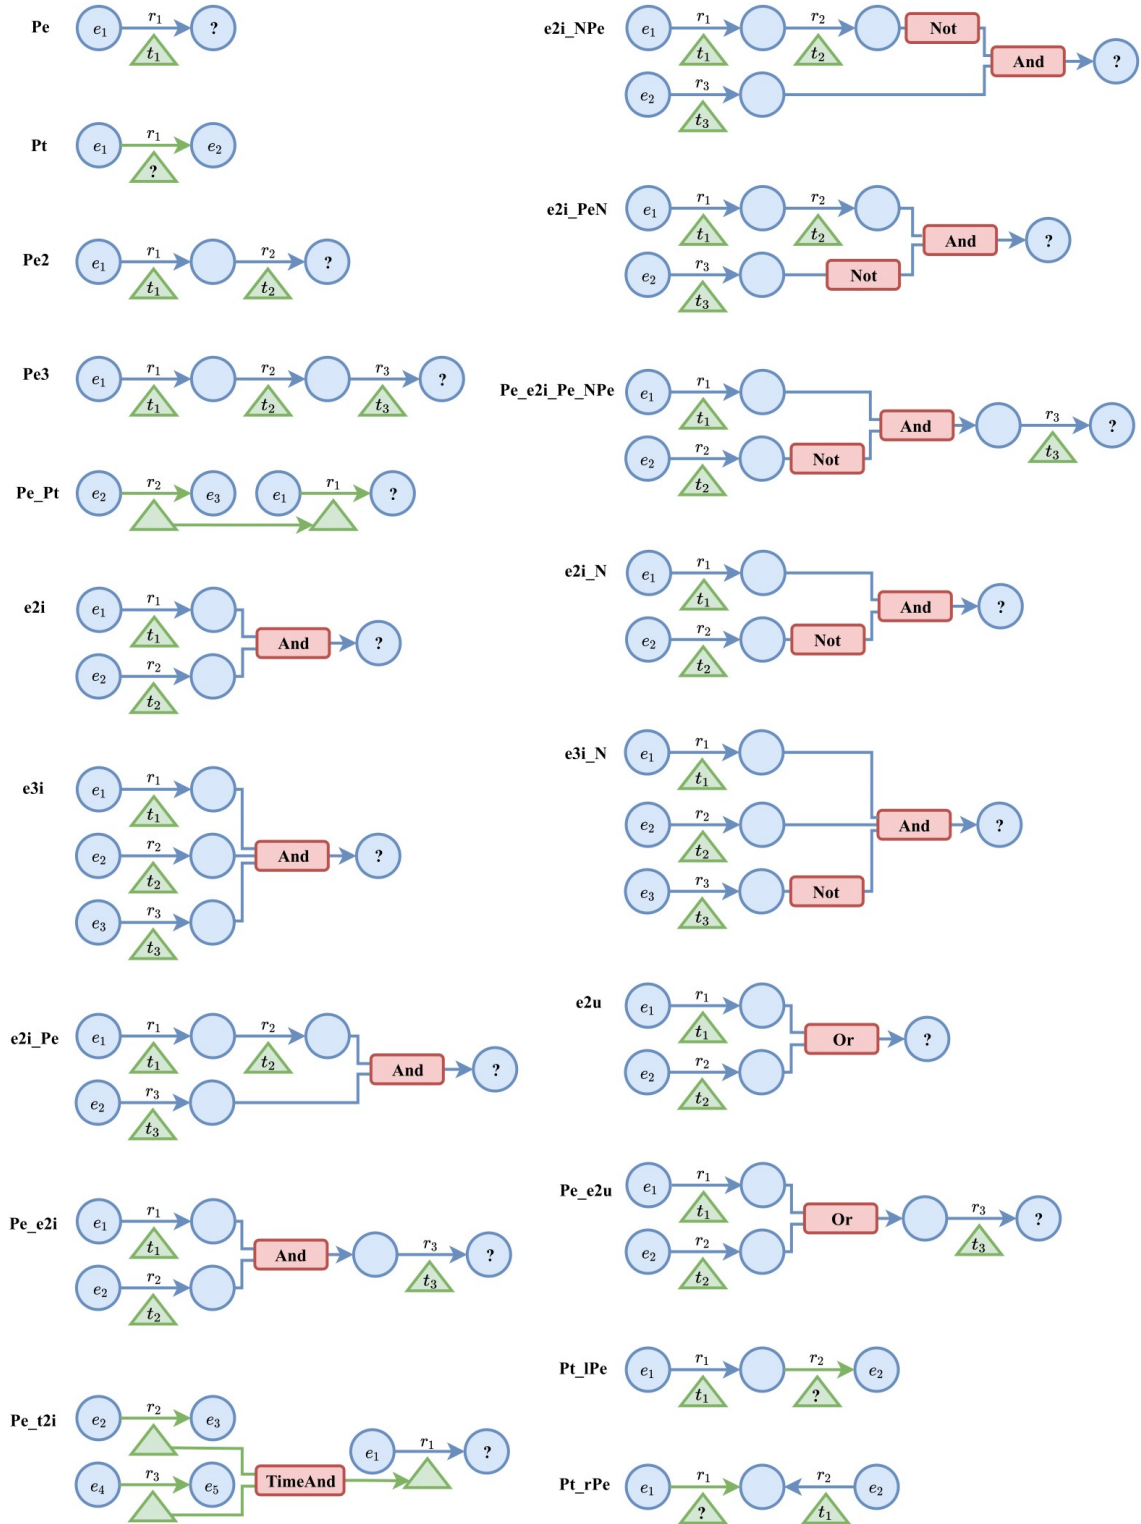 Pe e₁ r₁ t₁ ?
Pt e₁ r₁ ? e₂
Pe2 e₁ r₁ t₁ r₂ t₂ ?
Pe3 e₁ r₁ t₁ r₂ t₂ r₃ t₃ ?
Pe_Pt e₂ r₂ e₃ e₁ r₁ ?
e2i e₁ r₁ t₁
e₂ r₂ t₂
And ?
e3i e₁ r₁ t₁
e₂ r₂ t₂
e₃ r₃ t₃
And ?
e2i_Pe e₁ r₁ t₁ r₂ t₂
e₂ r₃ t₃
And ?
Pe_e2i e₁ r₁ t₁
e₂ r₂ t₂
And r₃ t₃ ?
Pe_t2i e₂ r₂ e₃
e₄ r₃ e₅
TimeAnd e₁ r₁ ?
e2i_NPe e₁ r₁ t₁ r₂ t₂ Not
e₂ r₃ t₃
And ?
e2i_PeN e₁ r₁ t₁ r₂ t₂
e₂ r₃ t₃ Not
And ?
Pe_e2i_Pe_NPe e₁ r₁ t₁
e₂ r₂ t₂ Not
And r₃ t₃ ?
e2i_N e₁ r₁ t₁
e₂ r₂ t₂ Not
And ?
e3i_N e₁ r₁ t₁
e₂ r₂ t₂
e₃ r₃ t₃ Not
And ?
e2u e₁ r₁ t₁
e₂ r₂ t₂
Or ?
Pe_e2u e₁ r₁ t₁
e₂ r₂ t₂
Or r₃ t₃ ?
Pt_lPe e₁ r₁ t₁ r₂ ? e₂
Pt_rPe e₁ r₁ ? r₂ t₁ e₂